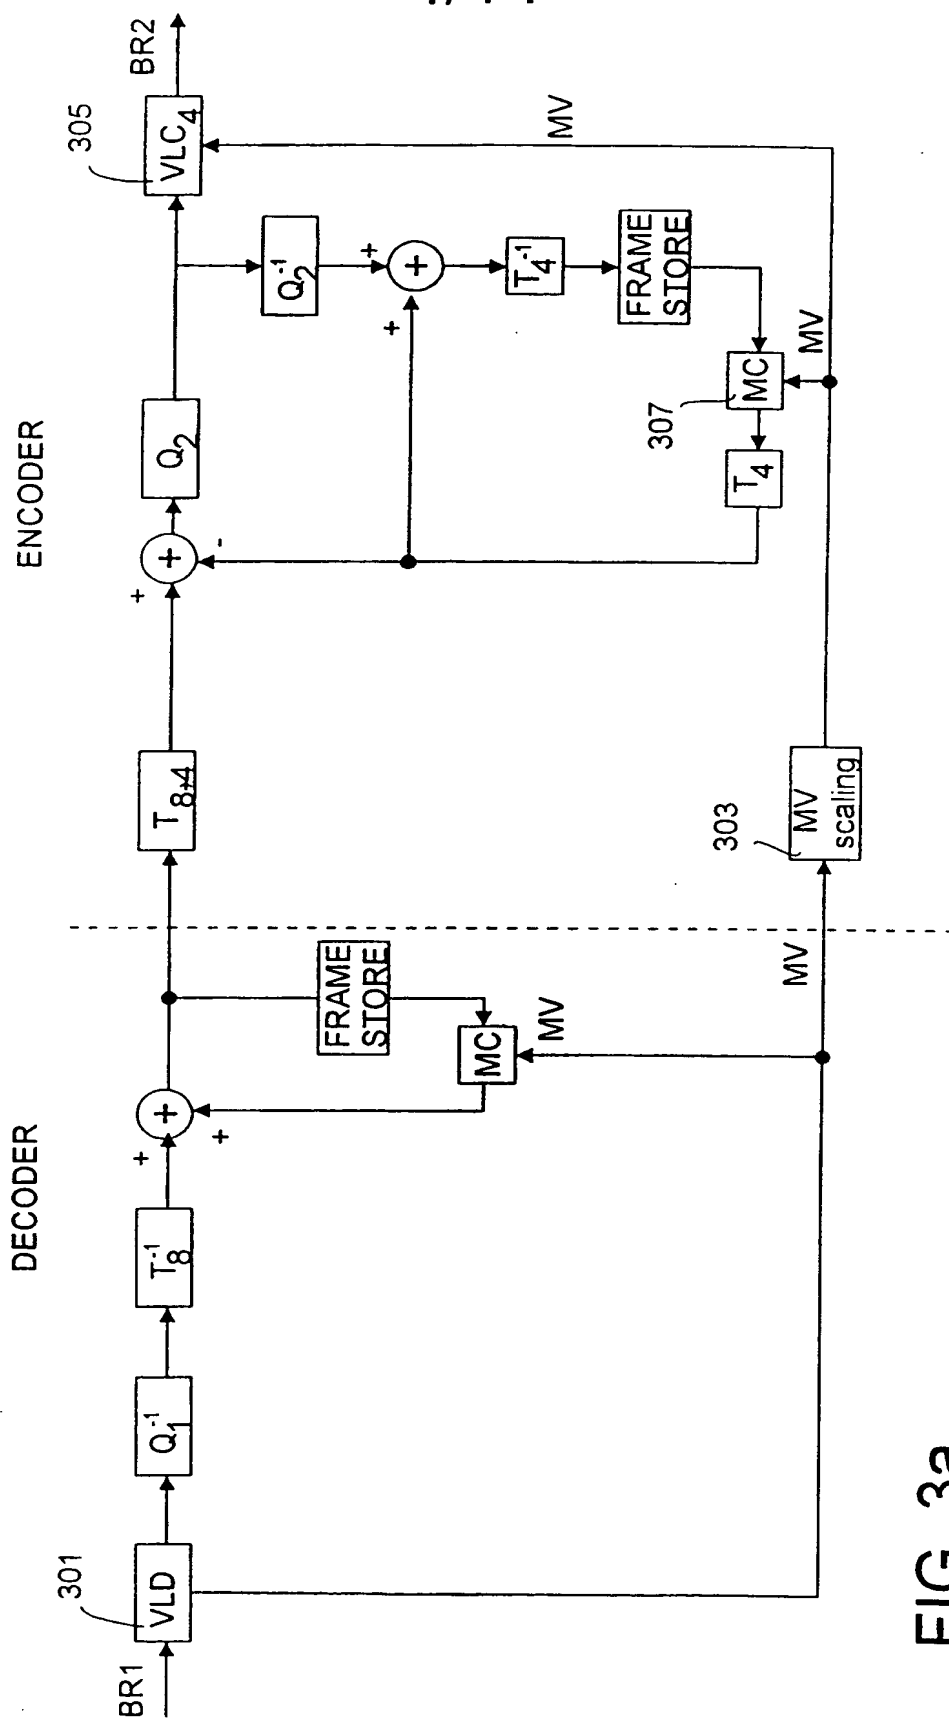 DECODER
ENCODER
BR1
301
VLD
Q₁⁻¹
T₈⁻¹
+
+
+
FRAME
STORE
MC
MV
MV
303
MV
scaling
T₈₊₄
+
+
-
Q₂
305
VLC₄
BR2
Q₂⁻¹
+
+
+
T₄⁻¹
FRAME
STORE
307
MC
MV
T₄
MV
FIG. 3a